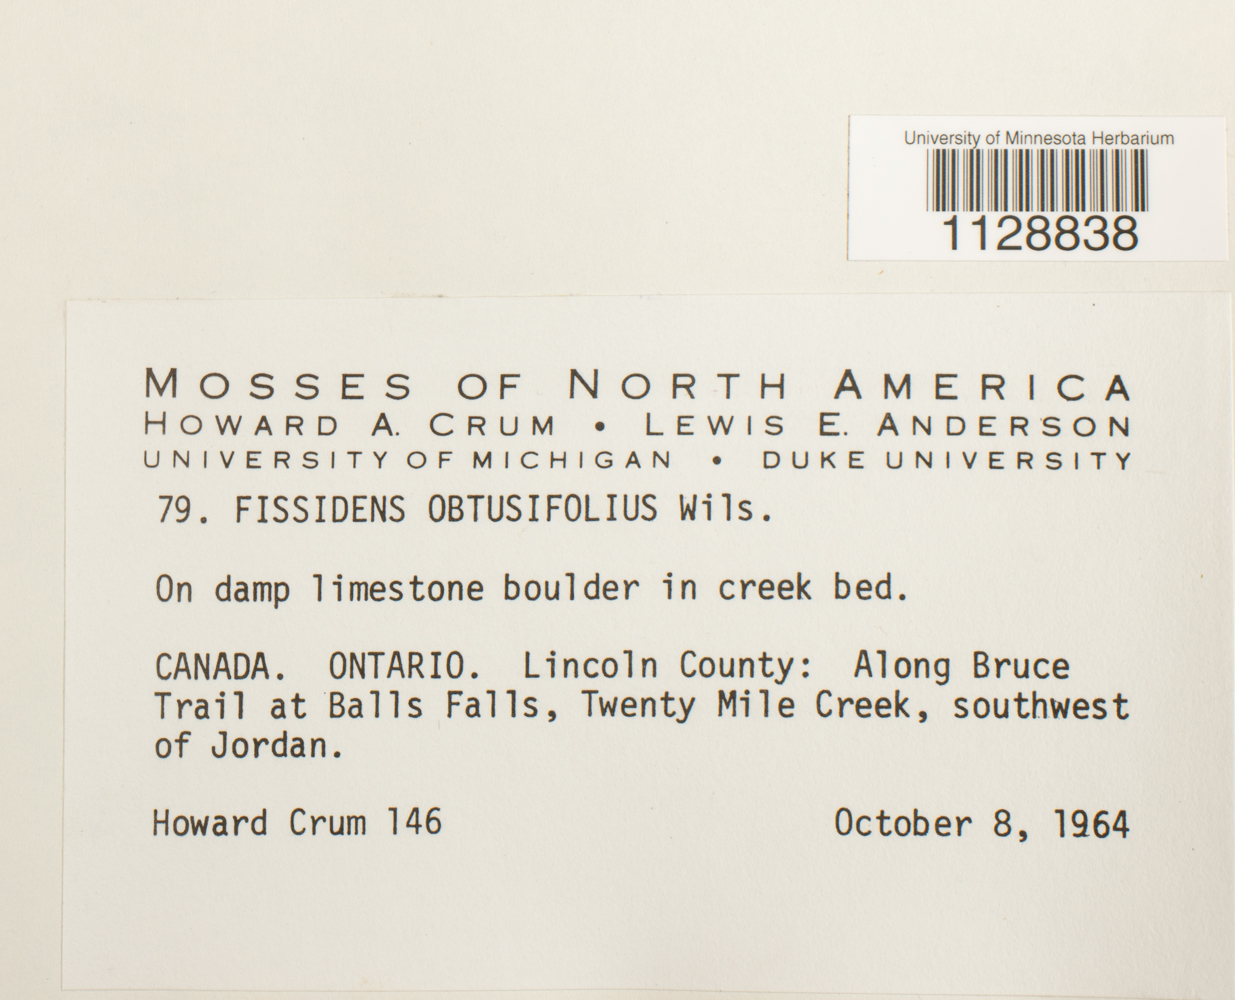 University of Minnesota Herbarium
1128838
MOSSES OF NORTH AMERICA
HOWARD A. CRUM • LEWIS E. ANDERSON
UNIVERSITY OF MICHIGAN • DUKE UNIVERSITY
79. FISSIDENS OBTUSIFOLIUS Wils.
On damp limestone boulder in creek bed.
CANADA. ONTARIO. Lincoln County: Along Bruce
Trail at Balls Falls, Twenty Mile Creek, southwest
of Jordan.
Howard Crum 146 October 8, 1964